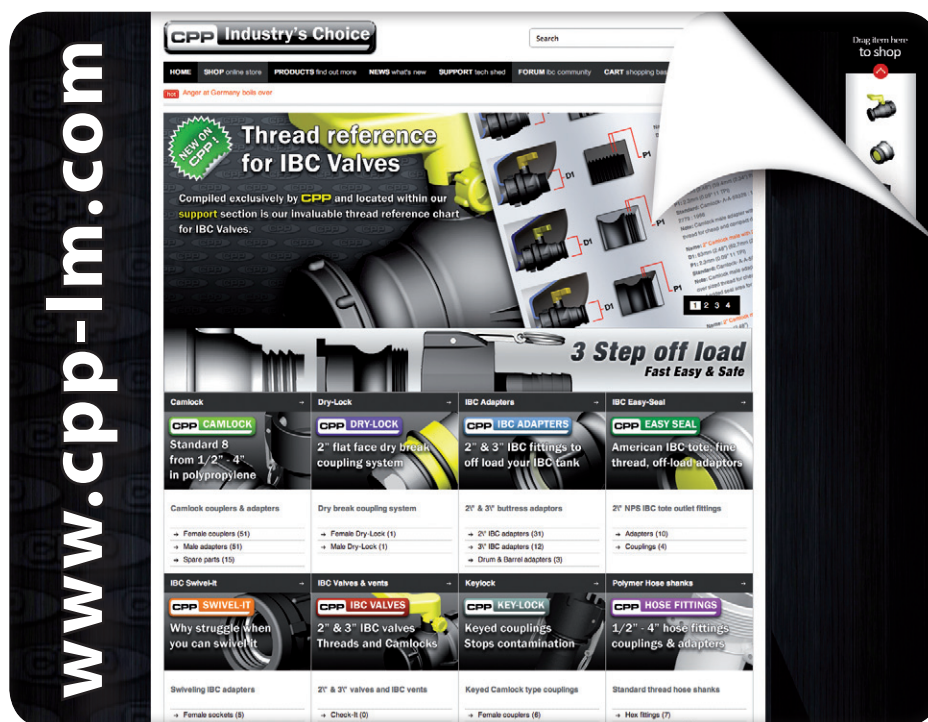 www.cpp-lm.com
CPP Industry's Choice
Search
HOME SHOP online store PRODUCTS find out more NEWS what's new SUPPORT tech shed FORUM ibc community CART shopping
hot Anger at Germany boils over
Drag item here
to shop
NEW ON
CPP !
Thread reference
for IBC Valves
Compiled exclusively by CPP and located within our
support section is our invaluable thread reference chart
for IBC Valves.
D1
P1
D1
P1
D1
P1
1 2 3 4
3 Step off load
Fast Easy & Safe
Camlock →
Dry-Lock →
IBC Adapters →
IBC Easy-Seal →
CPP CAMLOCK
Standard 8
from 1/2" - 4"
in polypropylene
CPP DRY-LOCK
2" flat face dry break
coupling system
CPP IBC ADAPTERS
2" & 3" IBC fittings to
off load your IBC tank
CPP EASY SEAL
American IBC tote; fine
thread, off-load adaptors
Camlock couplers & adapters
→ Female couplers (51)
→ Male adapters (51)
→ Spare parts (15)
Dry break coupling system
→ Female Dry-Lock (1)
→ Male Dry-Lock (1)
2\" & 3\" buttress adaptors
→ 2\" IBC adapters (31)
→ 3\" IBC adapters (12)
→ Drum & Barrel adapters (3)
2\" NPS IBC tote outlet fittings
→ Adapters (10)
→ Couplings (4)
IBC Swivel-It →
IBC Valves & vents →
Keylock →
Polymer Hose shanks →
CPP SWIVEL-IT
Why struggle when
you can swivel it
CPP IBC VALVES
2" & 3" IBC valves
Threads and Camlocks
CPP KEY-LOCK
Keyed couplings
Stops contamination
CPP HOSE FITTINGS
1/2" - 4" hose fittings
couplings & adapters
Swiveling IBC adapters
→ Female sockets (5)
2\" & 3\" valves and IBC vents
→ Check-It (0)
Keyed Camlock type couplings
→ Female couplers (6)
Standard thread hose shanks
→ Hex fittings (7)